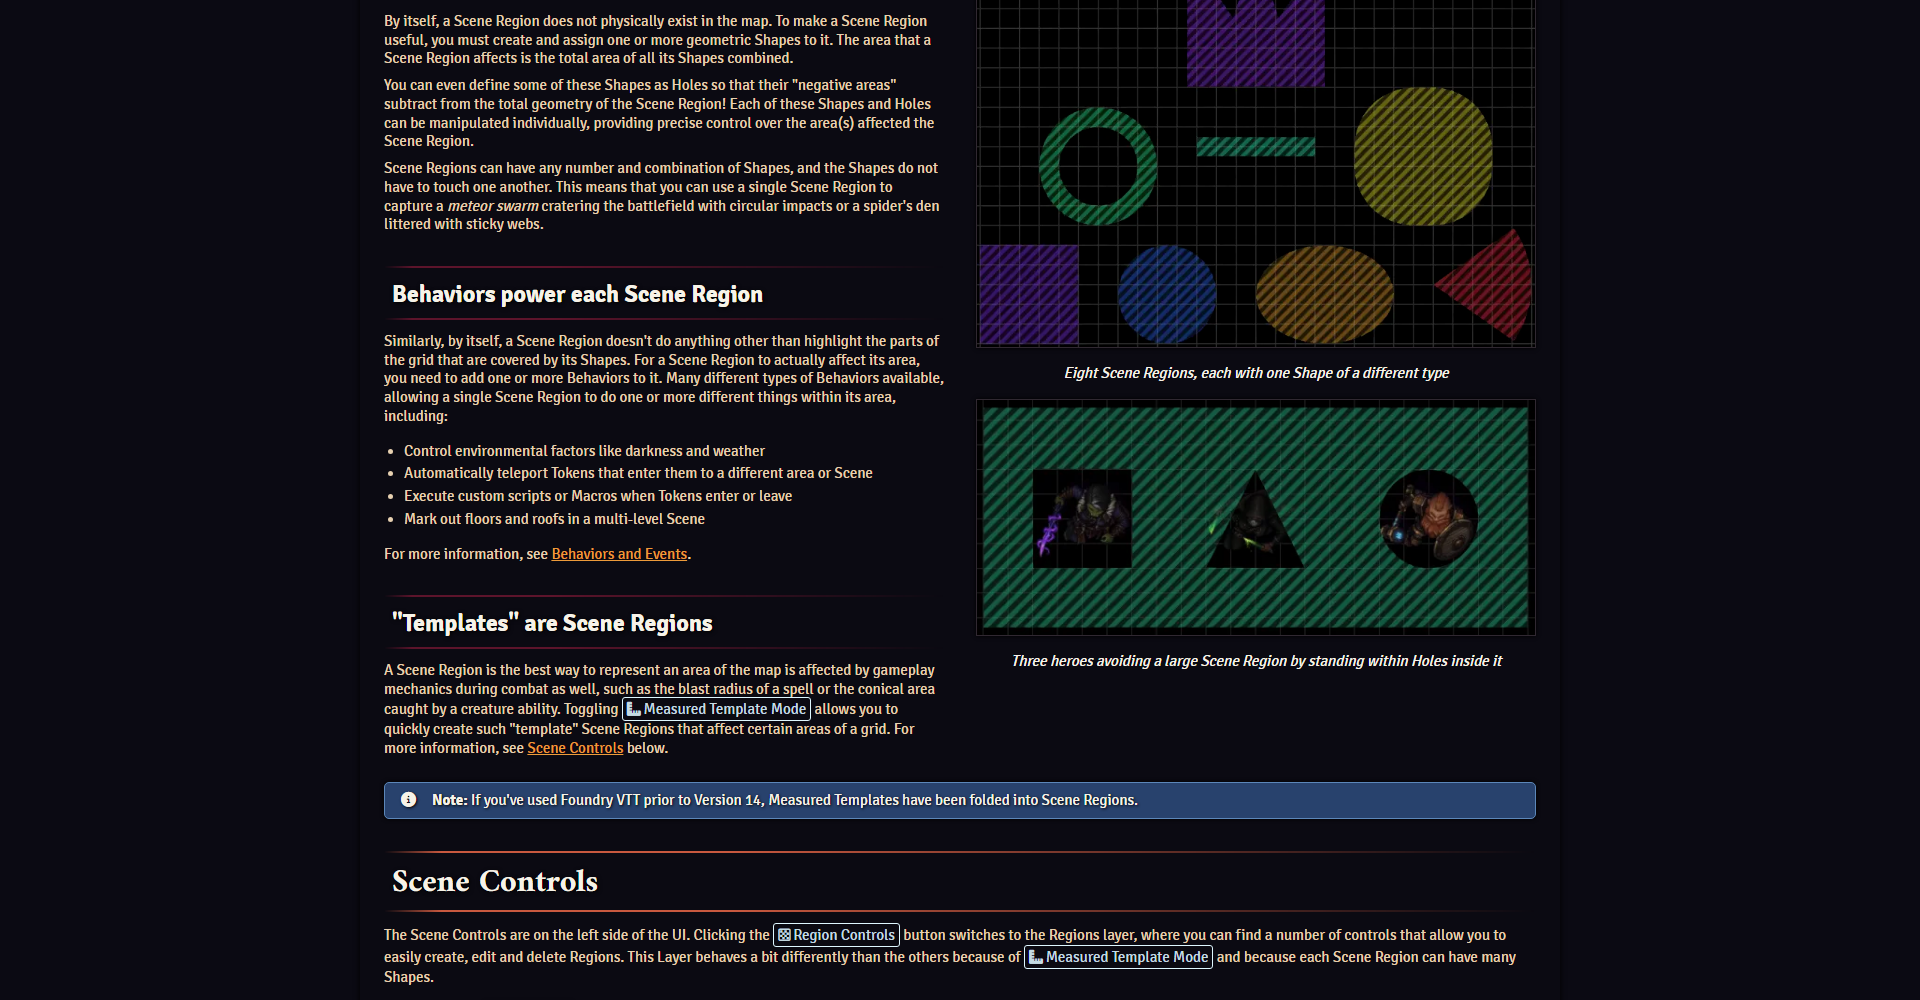 By itself, a Scene Region does not physically exist in the map. To make a Scene Region
useful, you must create and assign one or more geometric Shapes to it. The area that a
Scene Region affects is the total area of all its Shapes combined.
You can even define some of these Shapes as Holes so that their "negative areas"
subtract from the total geometry of the Scene Region! Each of these Shapes and Holes
can be manipulated individually, providing precise control over the area(s) affected the
Scene Region.
Scene Regions can have any number and combination of Shapes, and the Shapes do not
have to touch one another. This means that you can use a single Scene Region to
capture a meteor swarm cratering the battlefield with circular impacts or a spider's den
littered with sticky webs.
Behaviors power each Scene Region
Similarly, by itself, a Scene Region doesn't do anything other than highlight the parts of
the grid that are covered by its Shapes. For a Scene Region to actually affect its area,
you need to add one or more Behaviors to it. Many different types of Behaviors available,
allowing a single Scene Region to do one or more different things within its area,
including:
• Control environmental factors like darkness and weather
• Automatically teleport Tokens that enter them to a different area or Scene
• Execute custom scripts or Macros when Tokens enter or leave
• Mark out floors and roofs in a multi-level Scene
For more information, see Behaviors and Events.
"Templates" are Scene Regions
A Scene Region is the best way to represent an area of the map is affected by gameplay
mechanics during combat as well, such as the blast radius of a spell or the conical area
caught by a creature ability. Toggling Measured Template Mode allows you to
quickly create such "template" Scene Regions that affect certain areas of a grid. For
more information, see Scene Controls below.
Eight Scene Regions, each with one Shape of a different type
Three heroes avoiding a large Scene Region by standing within Holes inside it
Note: If you've used Foundry VTT prior to Version 14, Measured Templates have been folded into Scene Regions.
Scene Controls
The Scene Controls are on the left side of the UI. Clicking the Region Controls button switches to the Regions layer, where you can find a number of controls that allow you to
easily create, edit and delete Regions. This Layer behaves a bit differently than the others because of Measured Template Mode and because each Scene Region can have many
Shapes.